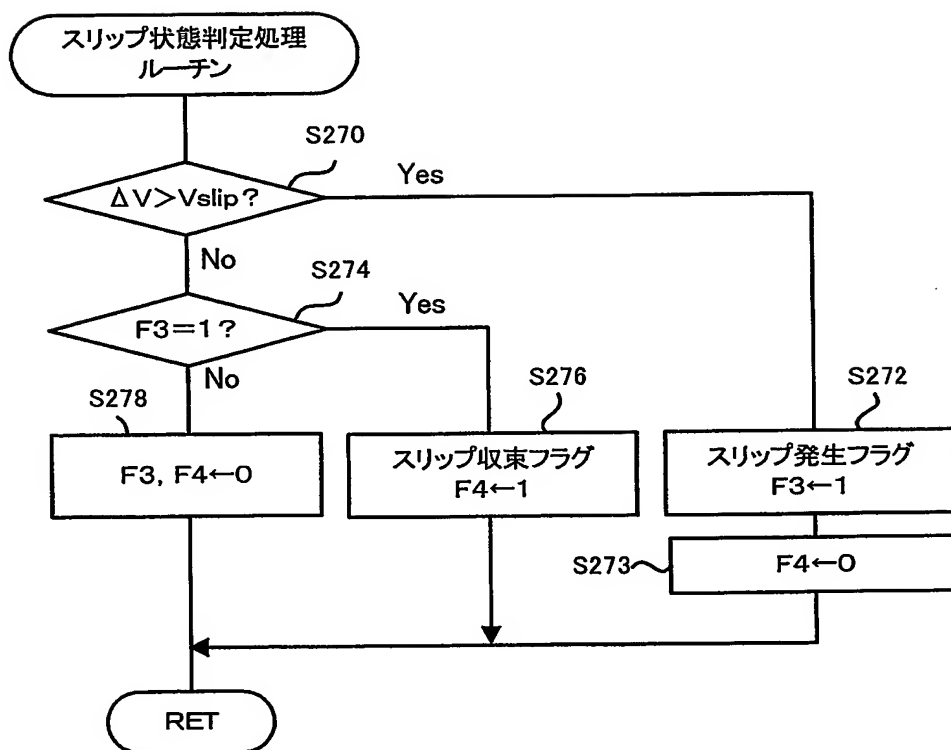 スリップ状態判定処理
ルーチン
S270
ΔV＞Vslip？
Yes
No
S274
F3＝1？
Yes
No
S278
F3, F4←0
S276
スリップ収束フラグ
F4←1
S272
スリップ発生フラグ
F3←1
S273
F4←0
RET